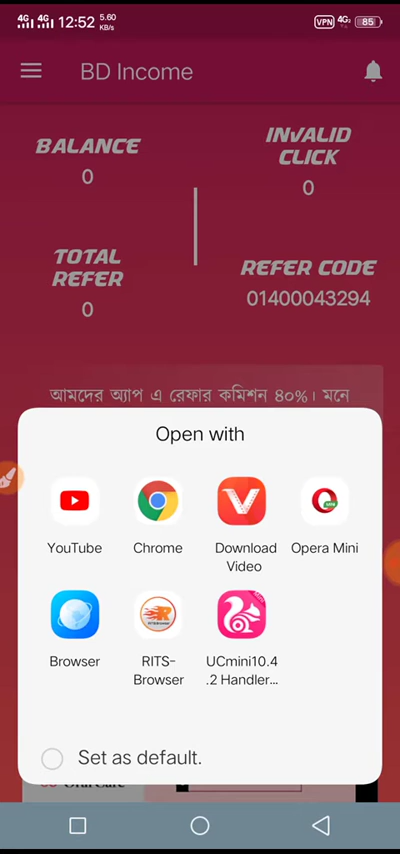 4G 4G 12:52 5.60 KB/s VPN 4G 85
BD Income
BALANCE
0
INVALID
CLICK
0
TOTAL
REFER
0
REFER CODE
01400043294
আমদের অ্যাপ এ রেফার কমিশন ৪০%। মনে
Open with
YouTube
Chrome
Download
Video
Opera Mini
Browser
RITS-
Browser
UCmini10.4
.2 Handler...
Set as default.
Oral Care